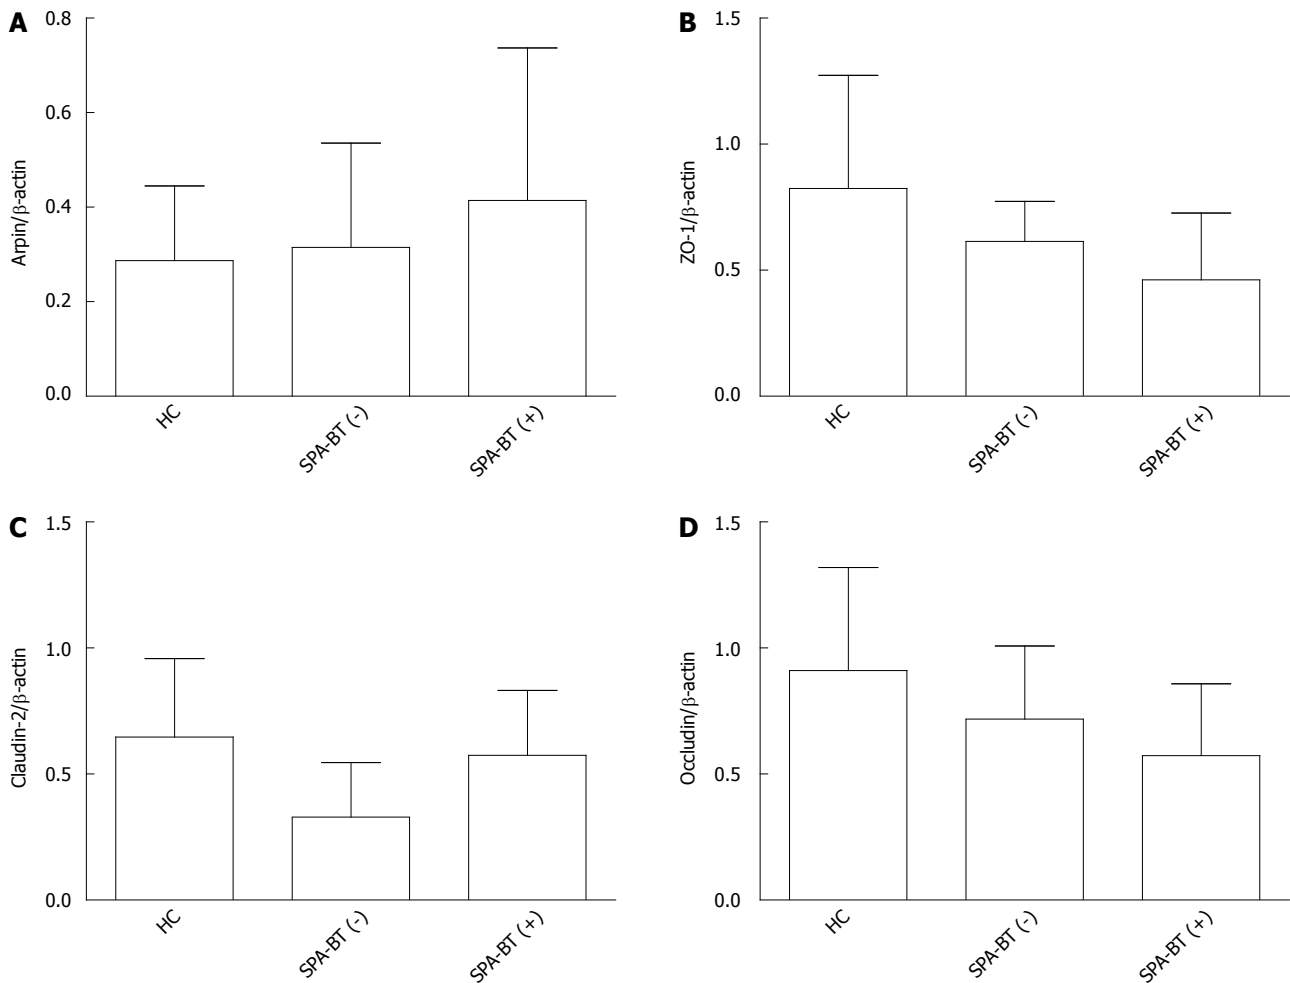 A
Arpin/β-actin
0.8
0.6
0.4
0.2
0.0
HC
SPA-BT (-)
SPA-BT (+)
B
ZO-1/β-actin
1.5
1.0
0.5
0.0
HC
SPA-BT (-)
SPA-BT (+)
C
Claudin-2/β-actin
1.5
1.0
0.5
0.0
HC
SPA-BT (-)
SPA-BT (+)
D
Occludin/β-actin
1.5
1.0
0.5
0.0
HC
SPA-BT (-)
SPA-BT (+)